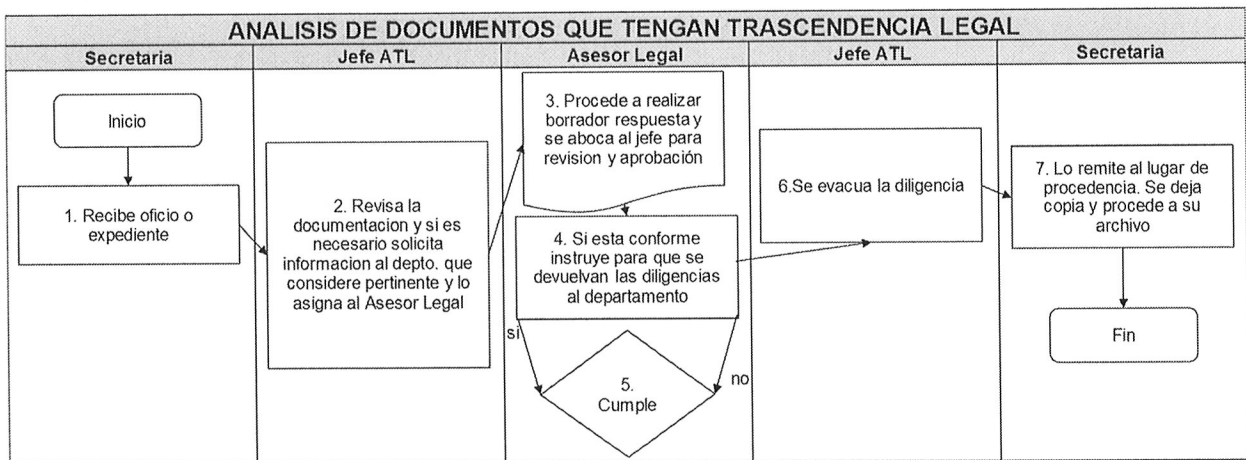 ANALISIS DE DOCUMENTOS QUE TENGAN TRASCENDENCIA LEGAL
Secretaria
Jefe ATL
Asesor Legal
Jefe ATL
Secretaria
Inicio
1. Recibe oficio o
expediente
2. Revisa la
documentacion y si es
necesario solicita
informacion al depto. que
considere pertinente y lo
asigna al Asesor Legal
3. Procede a realizar
borrador respuesta y
se aboca al jefe para
revision y aprobación
4. Si esta conforme
instruye para que se
devuelvan las diligencias
al departamento
si
no
5.
Cumple
6.Se evacua la diligencia
7. Lo remite al lugar de
procedencia. Se deja
copia y procede a su
archivo
Fin